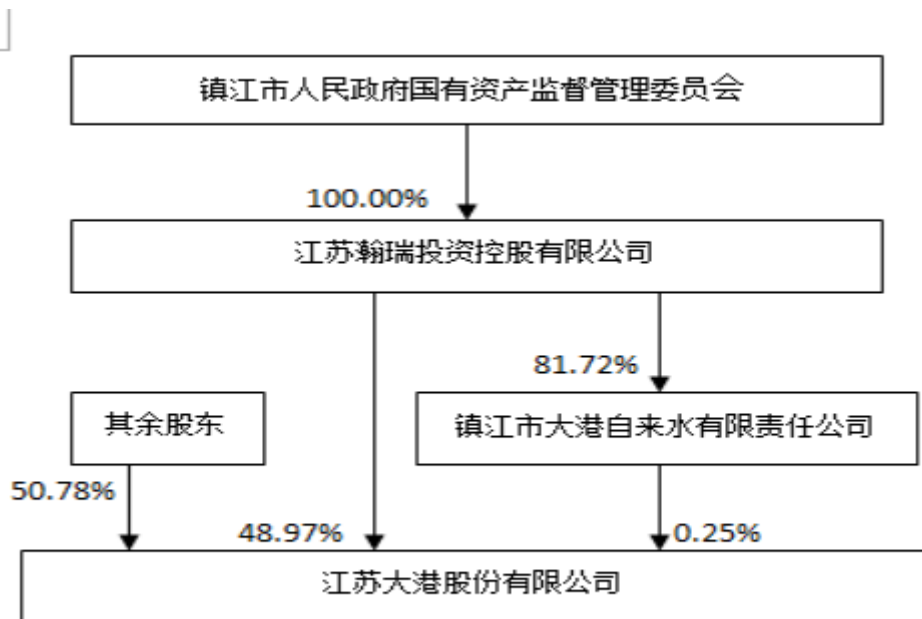 镇江市人民政府国有资产监督管理委员会
100.00%
江苏瀚瑞投资控股有限公司
81.72%
其余股东
镇江市大港自来水有限责任公司
50.78%
48.97%
0.25%
江苏大港股份有限公司